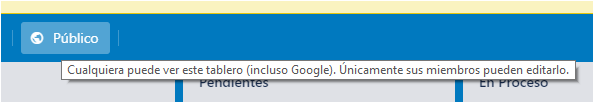 Público
Cualquiera puede ver este tablero (incluso Google). Únicamente sus miembros pueden editarlo.
Pendientes
En Proceso